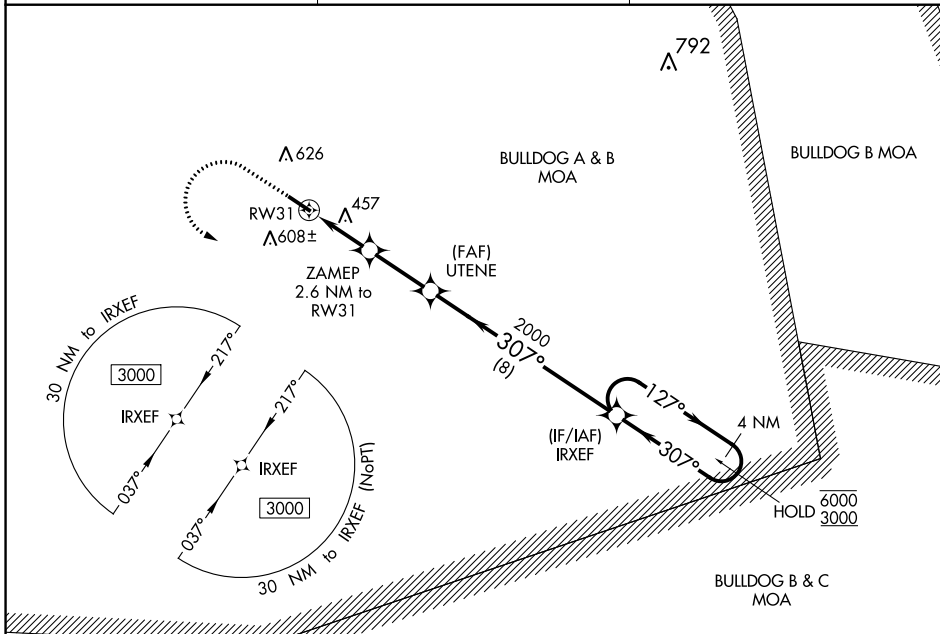 792
BULLDOG A & B
MOA
BULLDOG B MOA
626
RW31
457
608±
ZAMEP
2.6 NM to
RW31
(FAF)
UTENE
2000
307°
(8)
30 NM to IRXEF
3000
217°
IRXEF
037°
217°
IRXEF
3000
037°
30 NM to IRXEF (NoPT)
127°
4 NM
(IF/IAF)
IRXEF
307°
HOLD 6000
3000
BULLDOG B & C
MOA